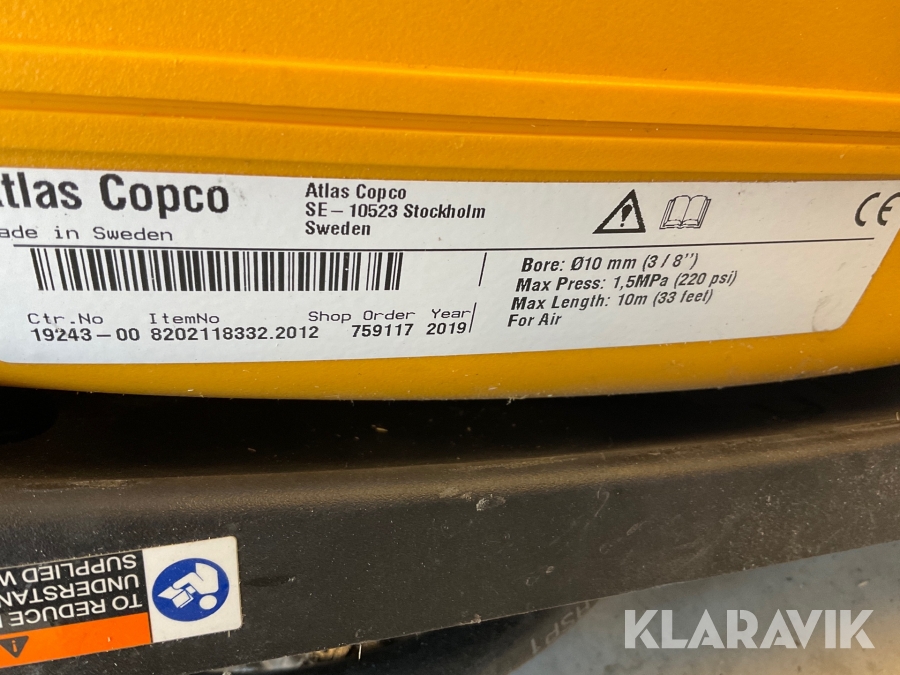 tlas Copco
ade in Sweden
Atlas Copco
SE-10523 Stockholm
Sweden
CE
Bore: Ø10 mm (3/8")
Max Press: 1,5MPa (220 psi)
Max Length: 10m (33 feet)
For Air
Ctr.No ItemNo Shop Order Year
19243-00 8202118332.2012 759117 2019
TO REDUCE
UNDERSTAN
SUPPLIED W
KLARAVIK